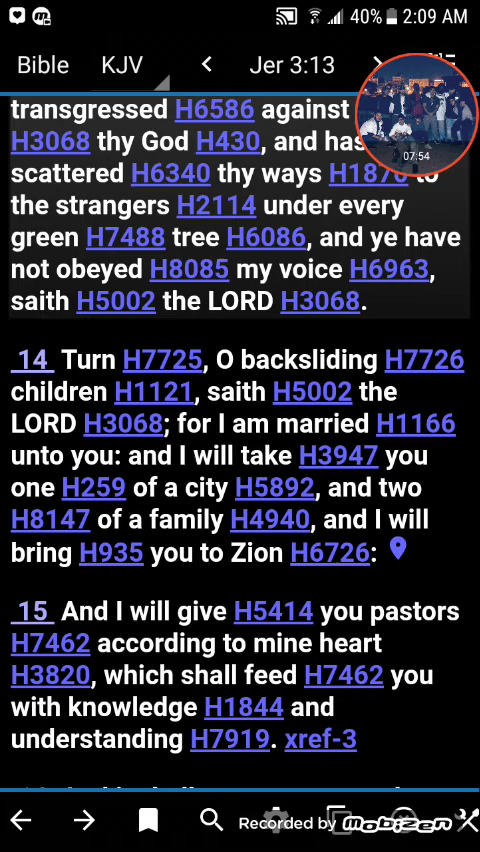 40% 2:09 AM
Bible KJV < Jer 3:13 >
transgressed H6586 against
H3068 thy God H430, and has
scattered H6340 thy ways H1870 to
07:54
the strangers H2114 under every
green H7488 tree H6086, and ye have
not obeyed H8085 my voice H6963,
saith H5002 the LORD H3068.
14 Turn H7725, O backsliding H7726
children H1121, saith H5002 the
LORD H3068; for I am married H1166
unto you: and I will take H3947 you
one H259 of a city H5892, and two
H8147 of a family H4940, and I will
bring H935 you to Zion H6726:
15 And I will give H5414 you pastors
H7462 according to mine heart
H3820, which shall feed H7462 you
with knowledge H1844 and
understanding H7919. xref-3
Recorded by mobizen